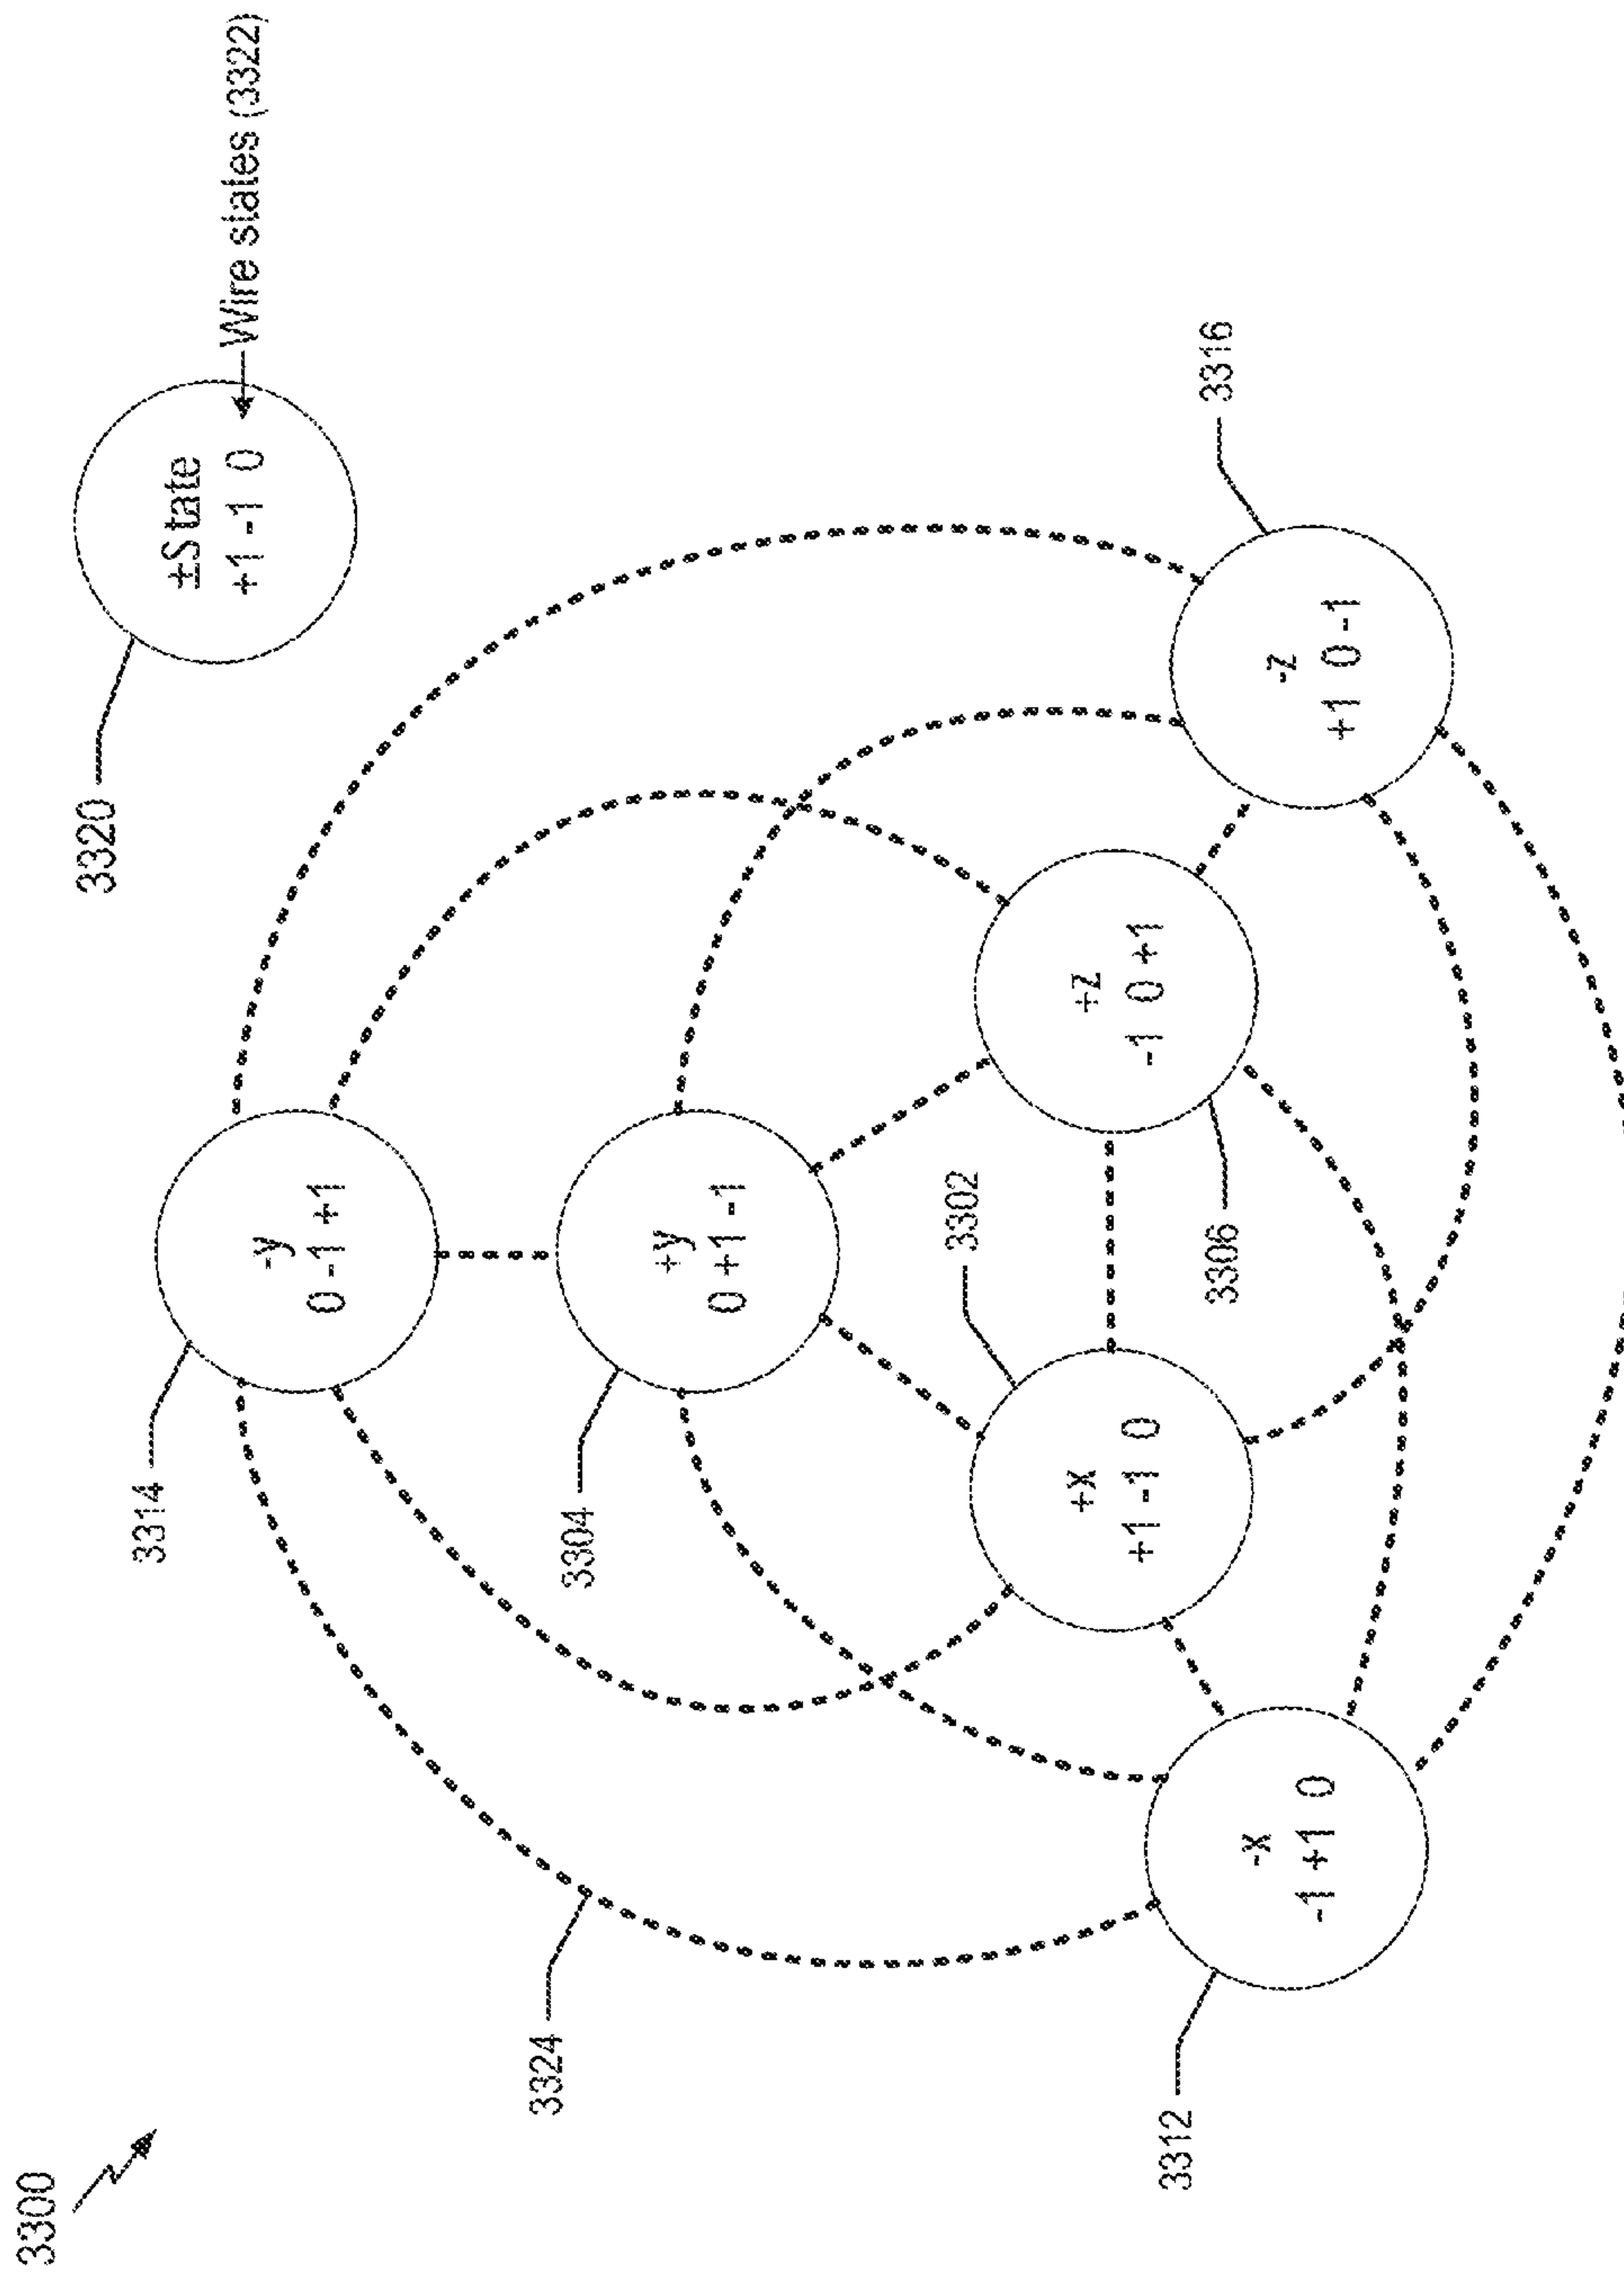 3300
3320
±State
+1 -1 0
Wire states (3322)
3314
-y
0 -1 +1
3324
3304
+y
0 +1 -1
3302
+x
+1 -1 0
+z
-1 0 +1
3306
3312
-x
-1 +1 0
-z
+1 0 -1
3316